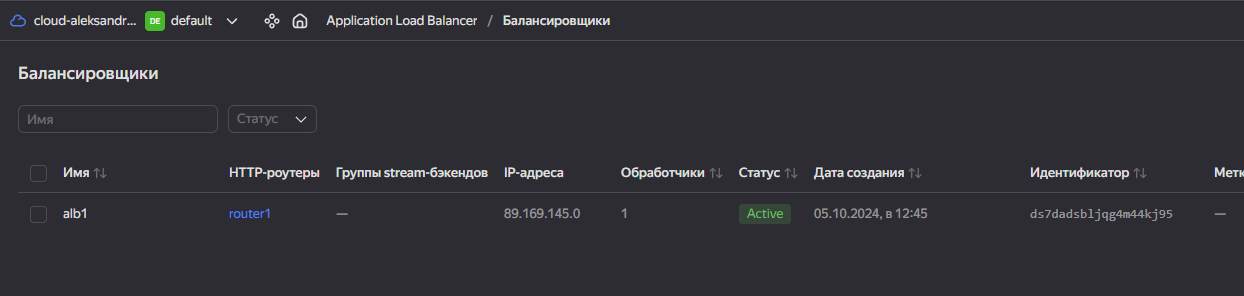 cloud-aleksandr... DE default Application Load Balancer / Балансировщики
Балансировщики
Имя Статус
Имя HTTP-роутеры Группы stream-бэкендов IP-адреса Обработчики Статус Дата создания Идентификатор Метк
alb1 router1 — 89.169.145.0 1 Active 05.10.2024, в 12:45 ds7dadsbljqg4m44kj95 —